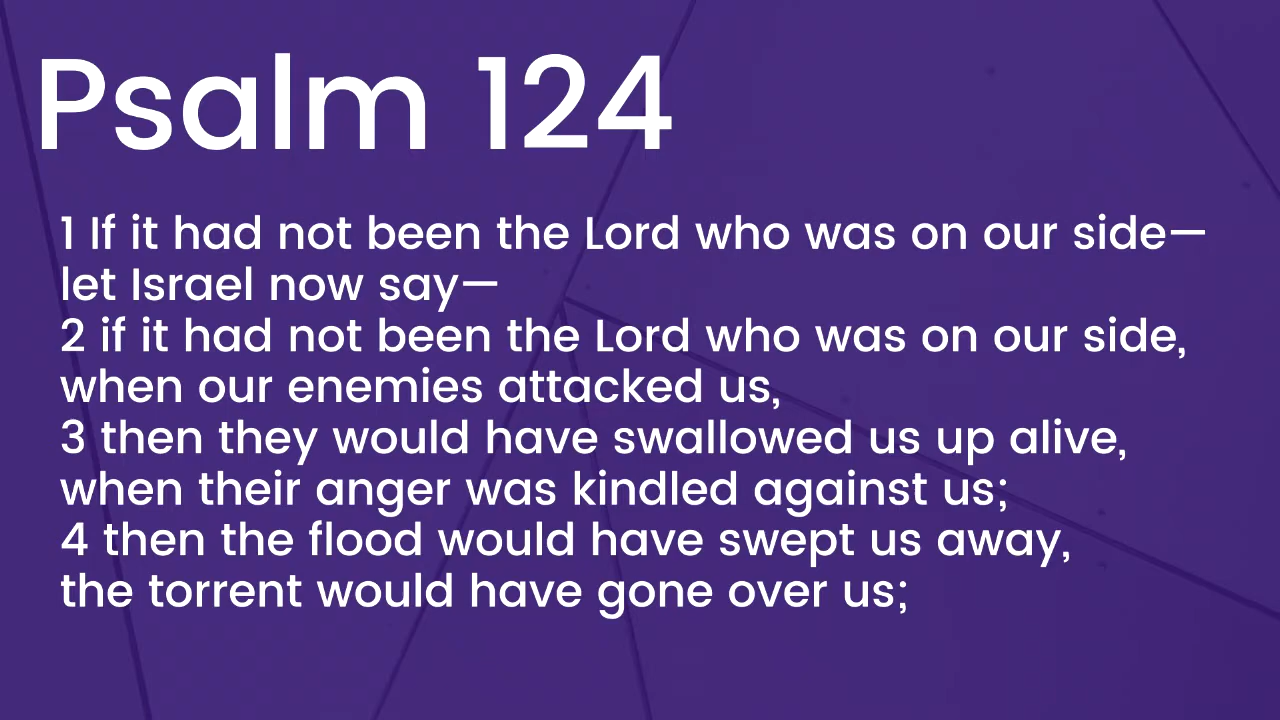 Psalm 124
1 If it had not been the Lord who was on our side—
let Israel now say—
2 if it had not been the Lord who was on our side,
when our enemies attacked us,
3 then they would have swallowed us up alive,
when their anger was kindled against us;
4 then the flood would have swept us away,
the torrent would have gone over us;